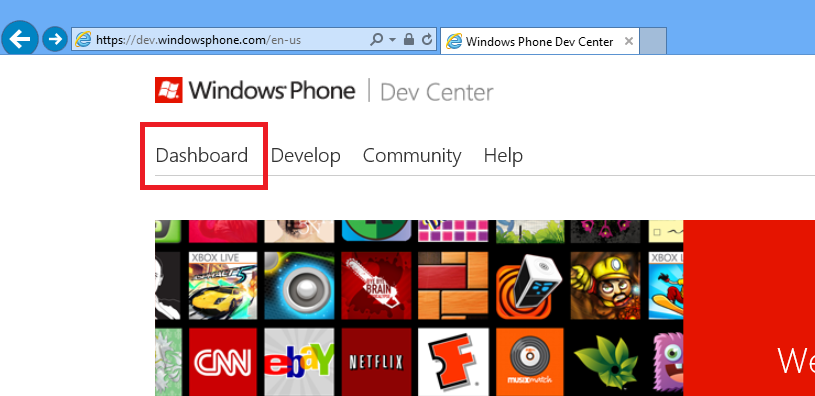 https://dev.windowsphone.com/en-us
Windows Phone Dev Center
Windows Phone | Dev Center
Dashboard Develop Community Help
XBOX LIVE
XBOX LIVE
CNN
ebay
NETFLIX
F
musixmatch
We